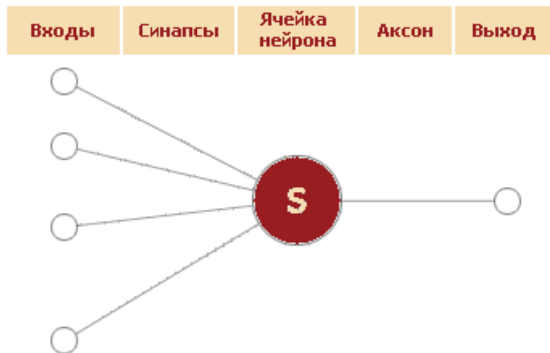 Входы
Синапсы
Ячейка
нейрона
Аксон
Выход
S